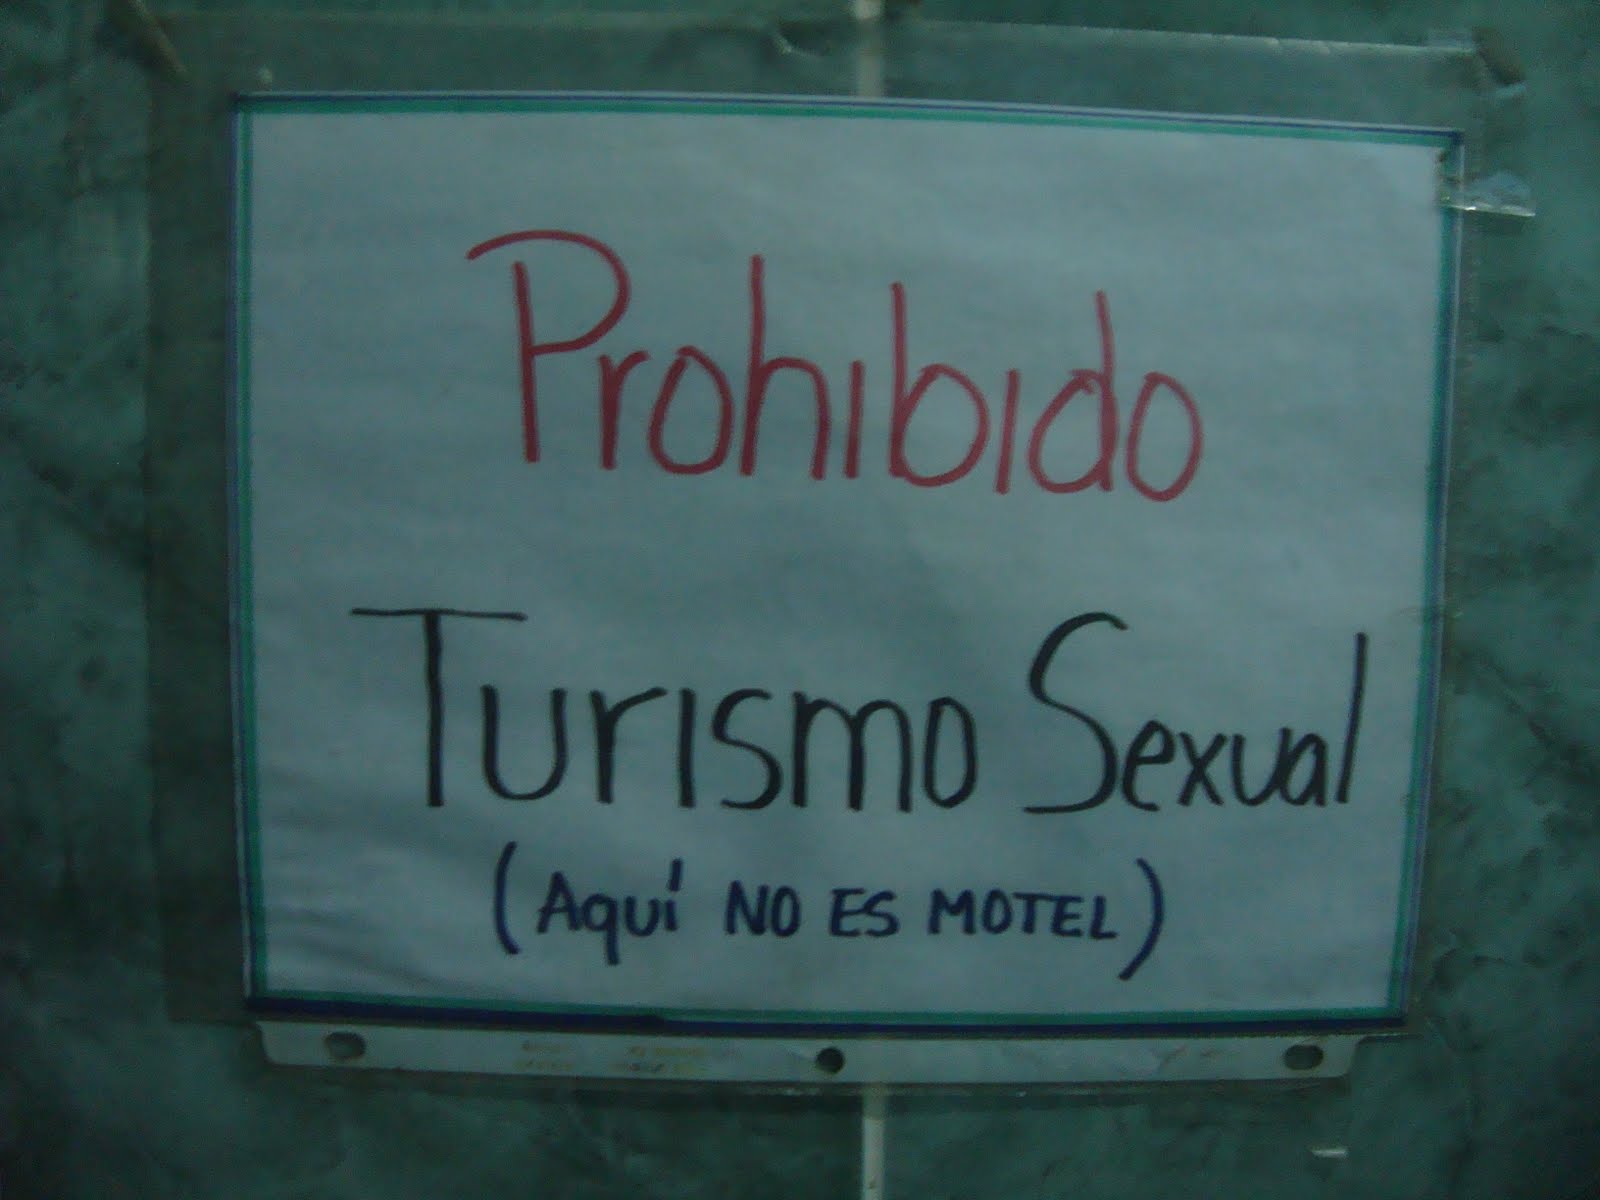 Prohibido
Turismo Sexual
(Aquí NO ES MOTEL)